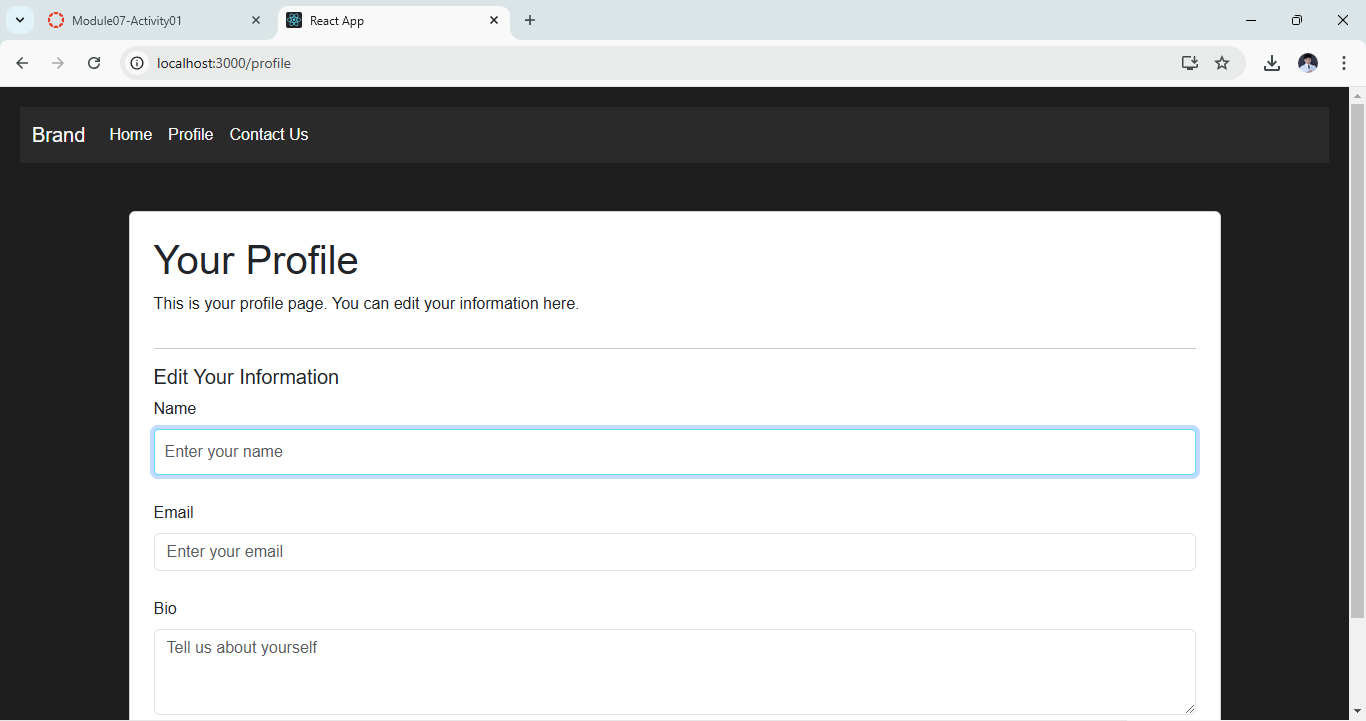 Module07-Activity01
React App
localhost:3000/profile
Brand Home Profile Contact Us
Your Profile
This is your profile page. You can edit your information here.
Edit Your Information
Name
Enter your name
Email
Enter your email
Bio
Tell us about yourself